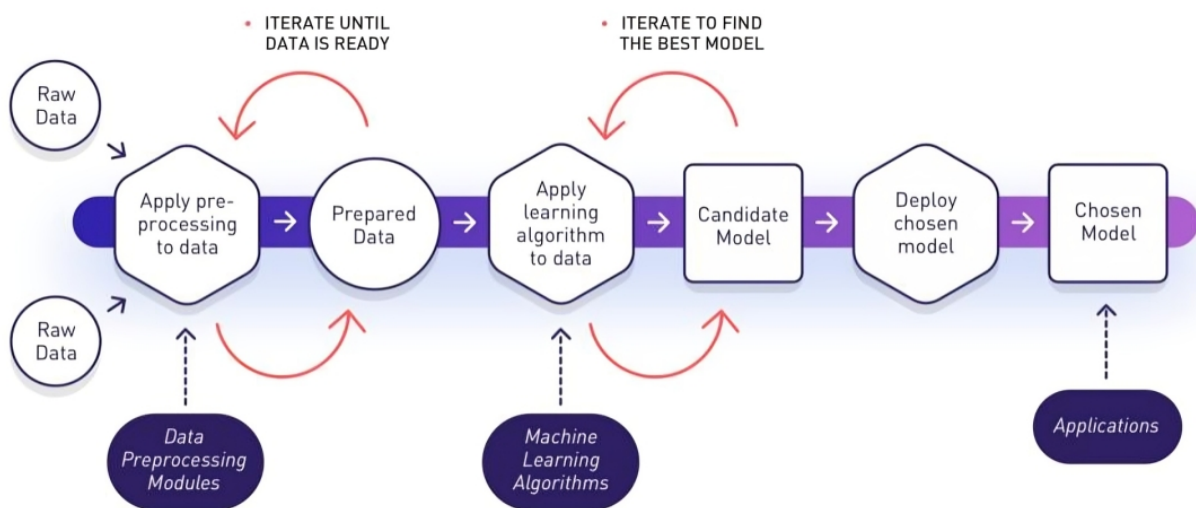 • ITERATE UNTIL
DATA IS READY
• ITERATE TO FIND
THE BEST MODEL
Raw
Data
Raw
Data
Apply pre-
processing
to data
Prepared
Data
Apply
learning
algorithm
to data
Candidate
Model
Deploy
chosen
model
Chosen
Model
Data
Preprocessing
Modules
Machine
Learning
Algorithms
Applications